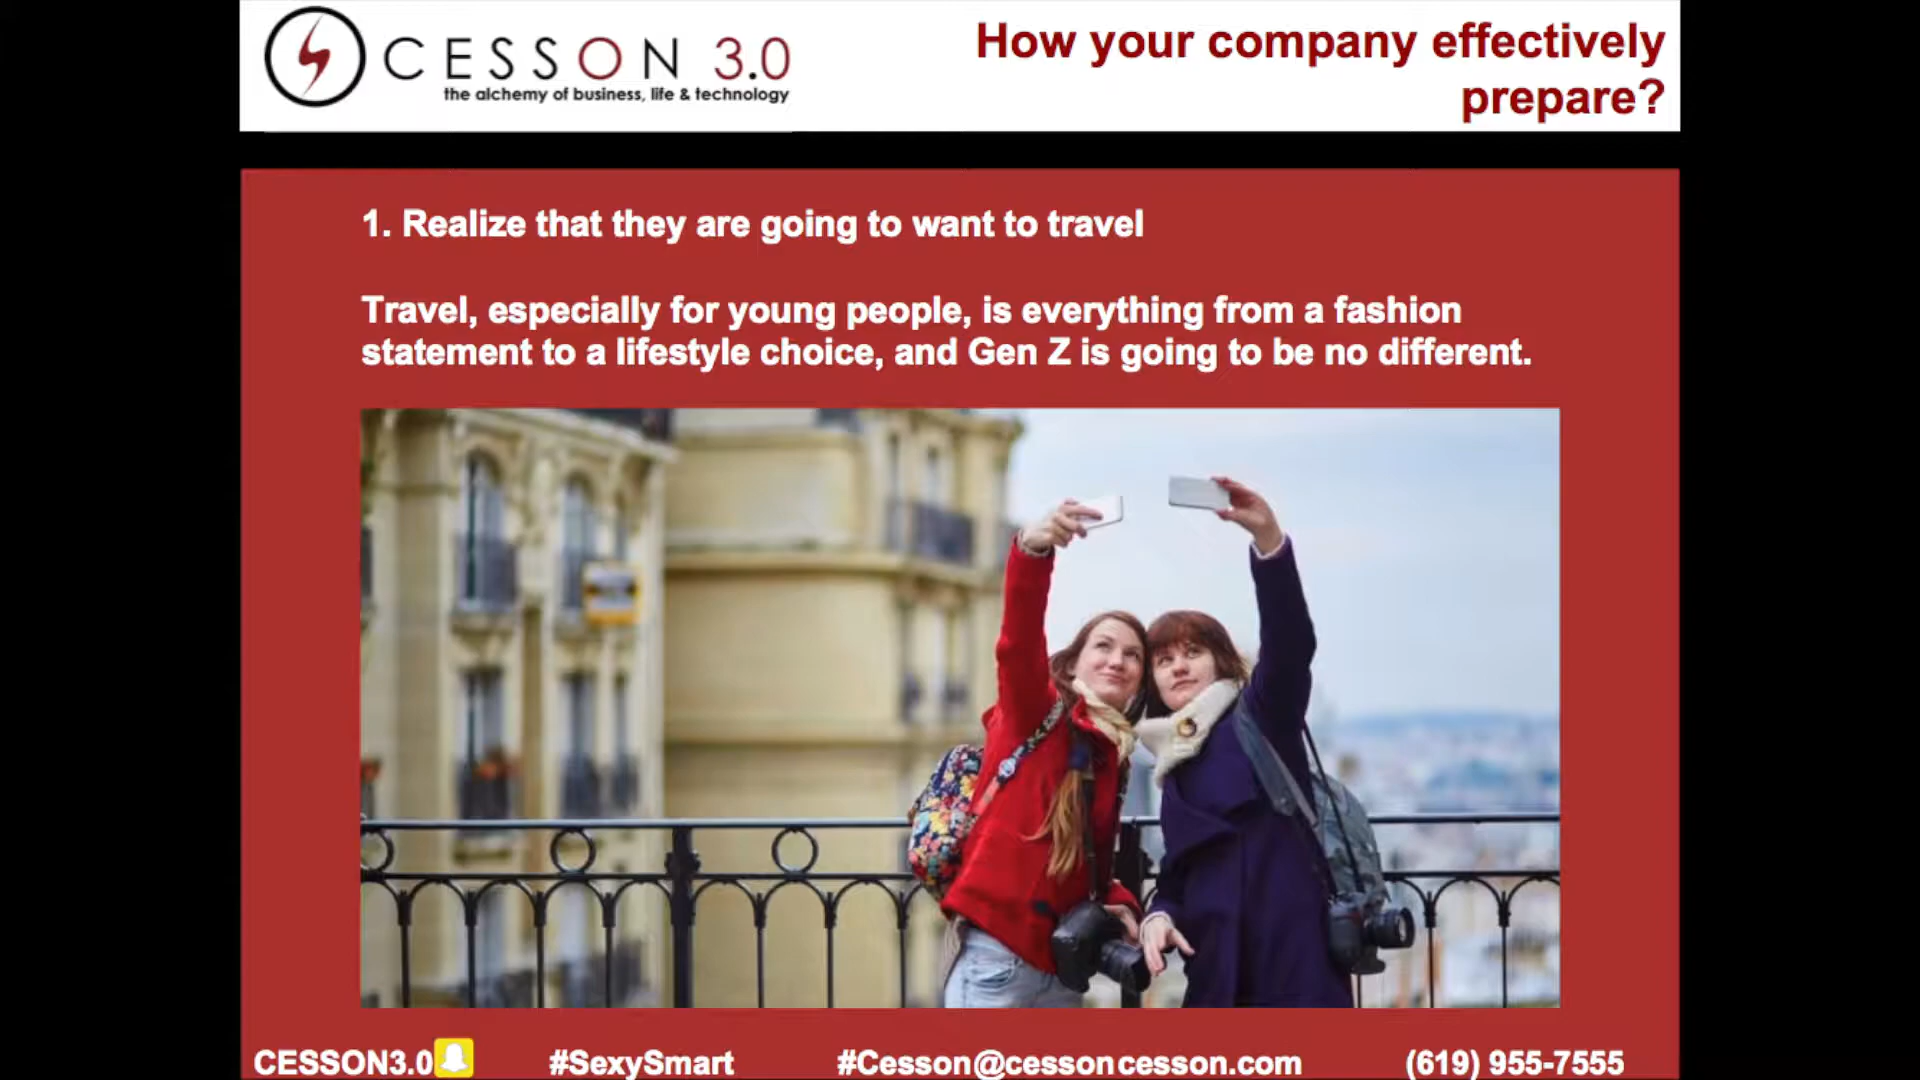 CESSON 3.0
the alchemy of business, life & technology
How your company effectively
prepare?
1. Realize that they are going to want to travel
Travel, especially for young people, is everything from a fashion
statement to a lifestyle choice, and Gen Z is going to be no different.
CESSON3.0 #SexySmart #Cesson@cessoncesson.com (619) 955-7555